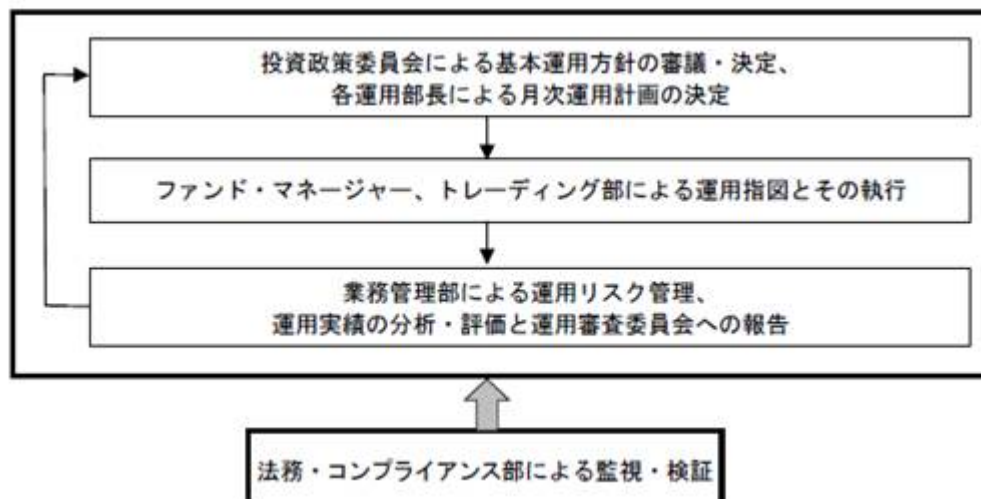 投資政策委員会による基本運用方針の審議・決定、
各運用部長による月次運用計画の決定
ファンド・マネージャー、トレーディング部による運用指図とその執行
業務管理部による運用リスク管理、
運用実績の分析・評価と運用審査委員会への報告
法務・コンプライアンス部による監視・検証